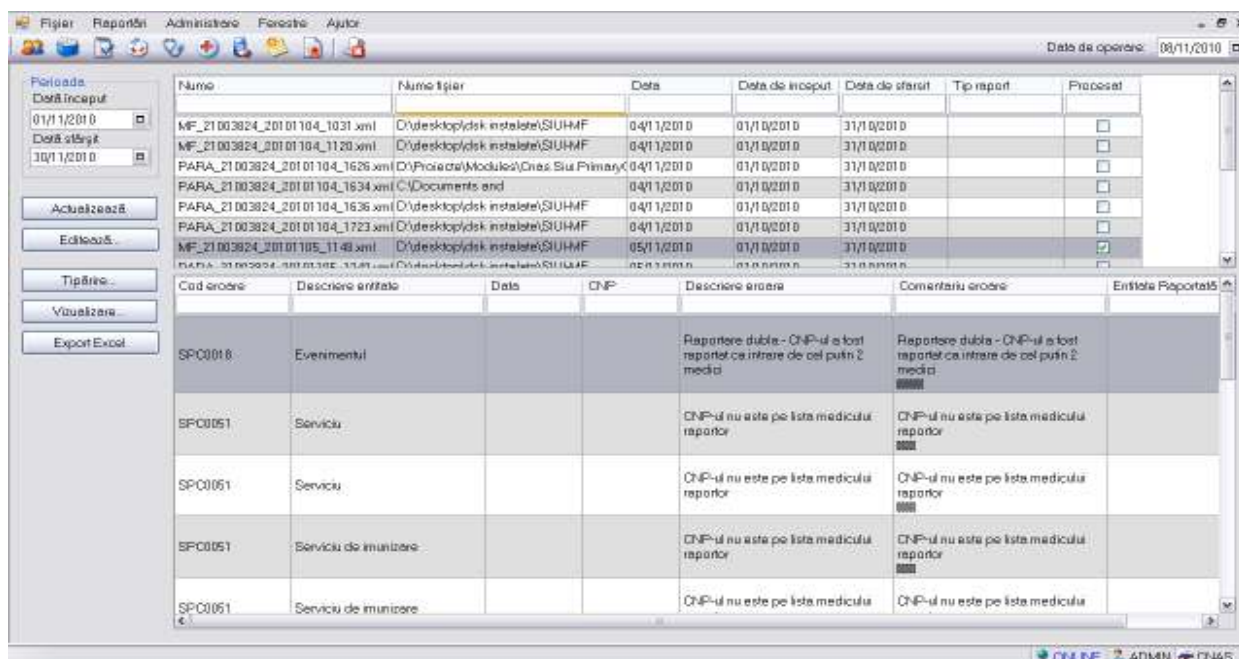 Fișier Raportări Administrare Ferestre Ajutor
Data de operare: 08/11/2010
Perioada
Dată început
01/11/2010
Dată sfârșit
30/11/2010
Actualizează
Editează...
Tipărire...
Vizualizare...
Export Excel
Nume Nume fișier Data Data de inceput Data de sfarsit Tip raport Procesat
MF_21003824_20101104_1031.xml D:\desktop\dsk instalate\SIUI-MF 04/11/2010 01/10/2010 31/10/2010
MF_21003824_20101104_1120.xml D:\desktop\dsk instalate\SIUI-MF 04/11/2010 01/10/2010 31/10/2010
PARA_21003824_20101104_1626.xml D:\Proiecte\Modules\Cnas.Siui.Primary 04/11/2010 01/10/2010 31/10/2010
PARA_21003824_20101104_1634.xml C:\Documents and 04/11/2010 01/10/2010 31/10/2010
PARA_21003824_20101104_1636.xml D:\desktop\dsk instalate\SIUI-MF 04/11/2010 01/10/2010 31/10/2010
PARA_21003824_20101104_1723.xml D:\desktop\dsk instalate\SIUI-MF 04/11/2010 01/10/2010 31/10/2010
MF_21003824_20101105_1148.xml D:\desktop\dsk instalate\SIUI-MF 05/11/2010 01/10/2010 31/10/2010
Cod eroare Descriere entitate Data CNP Descriere eroare Comentariu eroare Entitate Raportată
SPC0018 Evenimentul Raportare dubla - CNP-ul a fost raportat ca intrare de cel putin 2 medici Raportare dubla - CNP-ul a fost raportat ca intrare de cel putin 2 medici
SPC0051 Serviciu CNP-ul nu este pe lista medicului raportor CNP-ul nu este pe lista medicului raportor
SPC0051 Serviciu CNP-ul nu este pe lista medicului raportor CNP-ul nu este pe lista medicului raportor
SPC0051 Serviciu de imunizare CNP-ul nu este pe lista medicului raportor CNP-ul nu este pe lista medicului raportor
SPC0051 Serviciu de imunizare CNP-ul nu este pe lista medicului CNP-ul nu este pe lista medicului
ONLINE ADMIN CNAS